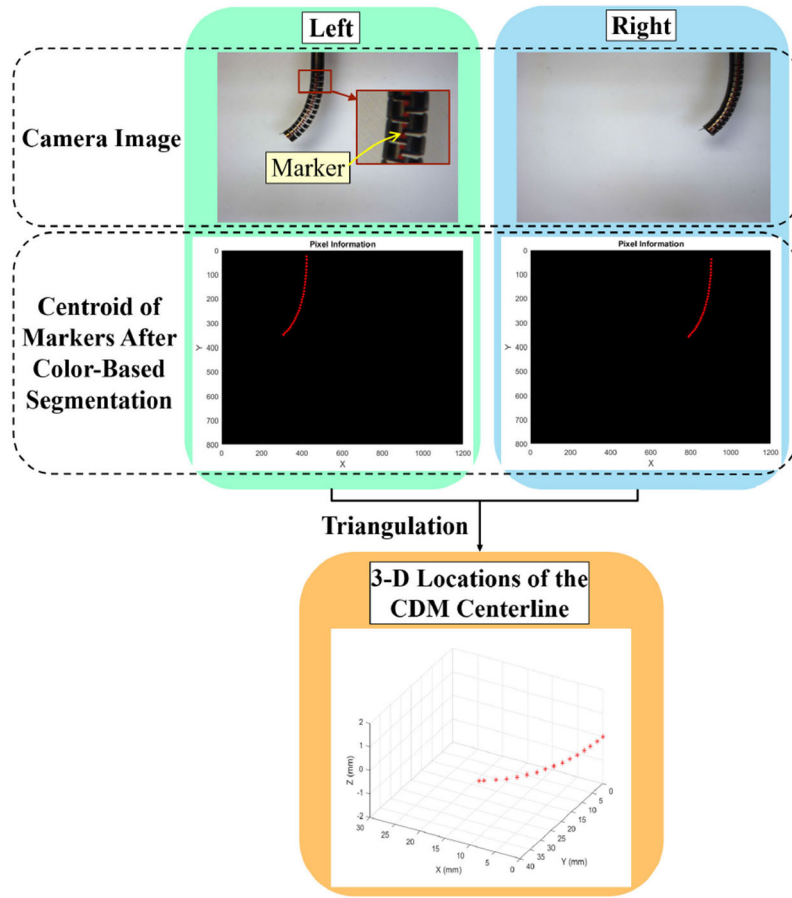 Left
Right
Camera Image
Marker
Centroid of
Markers After
Color-Based
Segmentation
Pixel Information
0
100
200
300
400
500
600
700
800
Y
0
200
400
600
800
1000
1200
X
Pixel Information
0
100
200
300
400
500
600
700
800
Y
0
200
400
600
800
1000
1200
X
Triangulation
3-D Locations of the
CDM Centerline
2
1
0
-1
-2
Z (mm)
30
25
20
15
10
5
0
X (mm)
0
5
10
15
20
25
30
35
40
Y (mm)